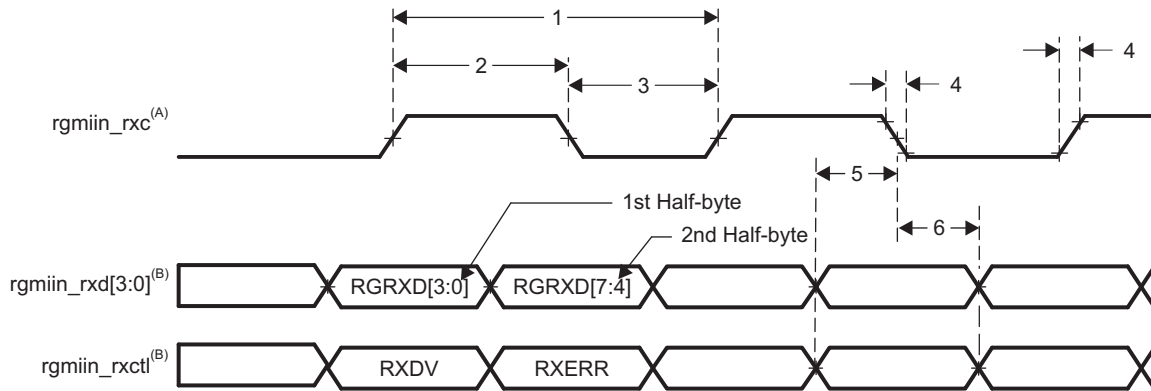 1
2
3
4
4
rgmiin_rxc(A)
5
6
1st Half-byte
2nd Half-byte
rgmiin_rxd[3:0](B)
RGRXD[3:0]
RGRXD[7:4]
rgmiin_rxctl(B)
RXDV
RXERR